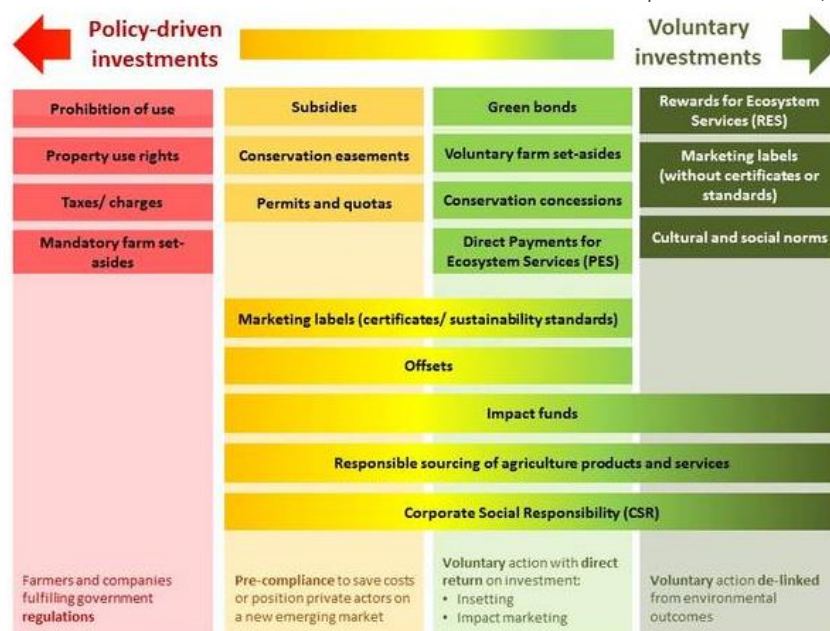 Policy-driven
investments
Voluntary
investments
Prohibition of use
Property use rights
Taxes/ charges
Mandatory farm set-
asides
Subsidies
Conservation easements
Permits and quotas
Green bonds
Voluntary farm set-asides
Conservation concessions
Direct Payments for
Ecosystem Services (PES)
Rewards for Ecosystem
Services (RES)
Marketing labels
(without certificates or
standards)
Cultural and social norms
Marketing labels (certificates/ sustainability standards)
Offsets
Impact funds
Responsible sourcing of agriculture products and services
Corporate Social Responsibility (CSR)
Farmers and companies
fulfilling government
regulations
Pre-compliance to save costs
or position private actors on
a new emerging market
Voluntary action with direct
return on investment:
• Insetting
• Impact marketing
Voluntary action de-linked
from environmental
outcomes